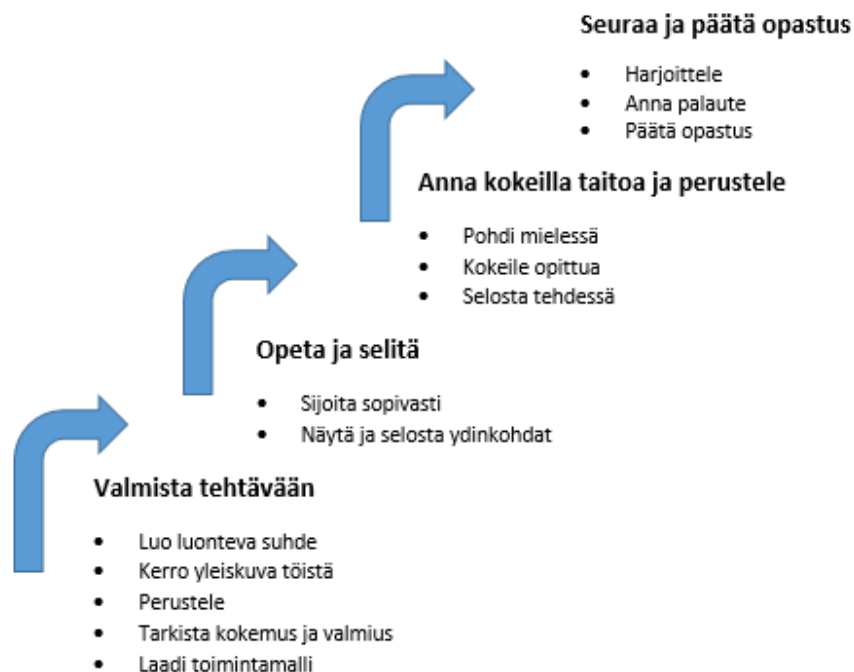 Seuraa ja päätä opastus
• Harjoittele
• Anna palaute
• Päätä opastus
Anna kokeilla taitoa ja perustele
• Pohdi mielessä
• Kokeile opittua
• Selosta tehdessä
Opeta ja selitä
• Sijoita sopivasti
• Näytä ja selosta ydinkohdat
Valmista tehtävään
• Luo luonteva suhde
• Kerro yleiskuva töistä
• Perustele
• Tarkista kokemus ja valmius
• Laadi toimintamalli